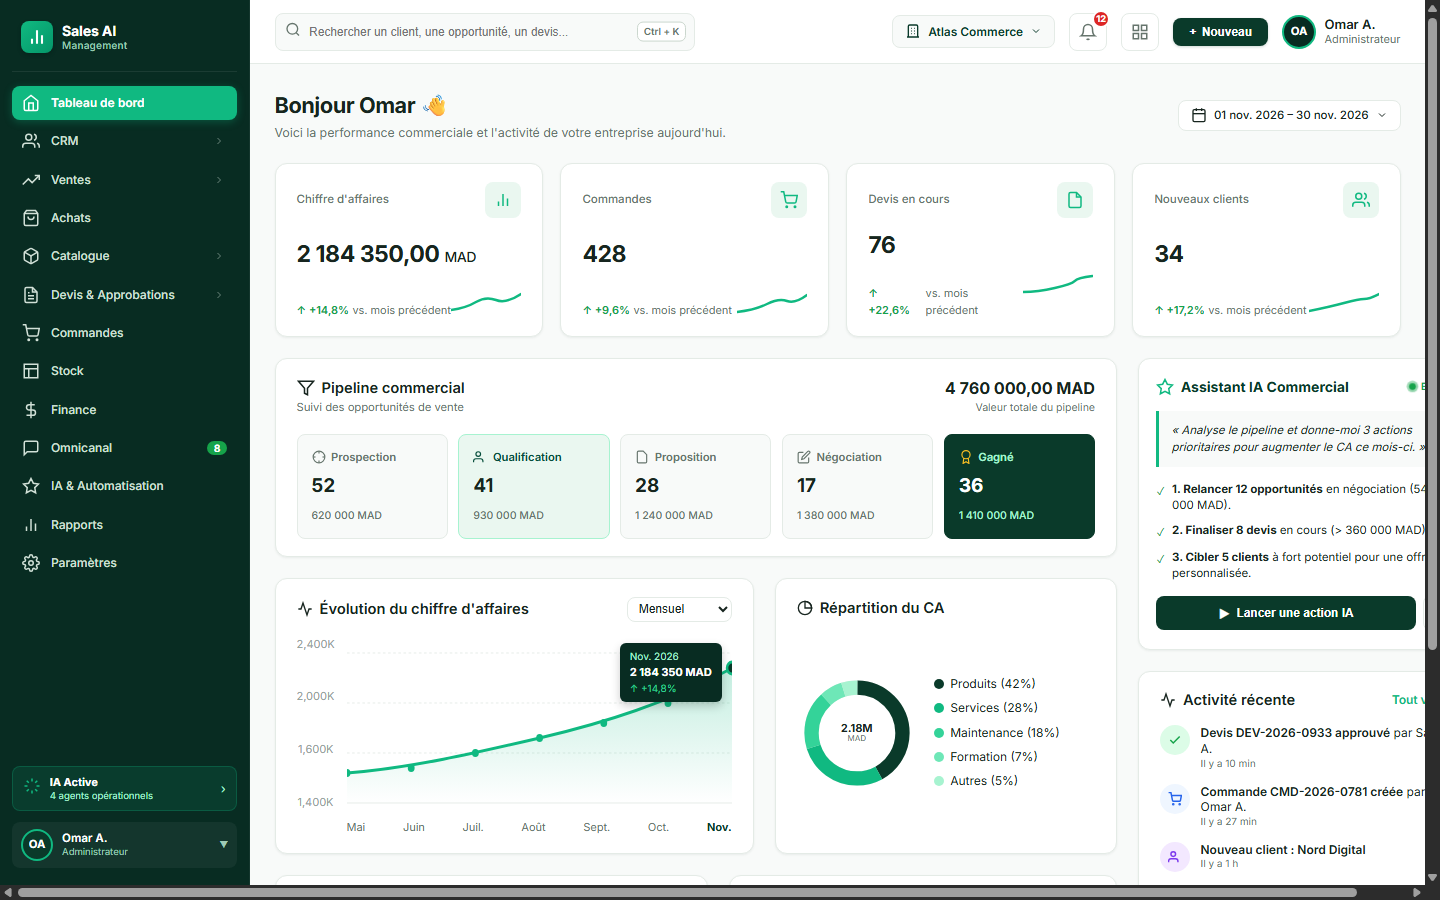 Sales AI
Management
Tableau de bord
CRM
Ventes
Achats
Catalogue
Devis & Approbations
Commandes
Stock
Finance
Omnicanal 8
IA & Automatisation
Rapports
Paramètres
IA Active
4 agents opérationnels
OA
Omar A.
Administrateur
Rechercher un client, une opportunité, un devis...
Ctrl + K
Atlas Commerce
12
+ Nouveau
OA
Omar A.
Administrateur
Bonjour Omar 👋
Voici la performance commerciale et l'activité de votre entreprise aujourd'hui.
01 nov. 2026 – 30 nov. 2026
Chiffre d'affaires
2 184 350,00 MAD
↑ +14,8% vs. mois précédent
Commandes
428
↑ +9,6% vs. mois précédent
Devis en cours
76
↑ +22,6% vs. mois précédent
Nouveaux clients
34
↑ +17,2% vs. mois précédent
Pipeline commercial
Suivi des opportunités de vente
4 760 000,00 MAD
Valeur totale du pipeline
Prospection
52
620 000 MAD
Qualification
41
930 000 MAD
Proposition
28
1 240 000 MAD
Négociation
17
1 380 000 MAD
Gagné
36
1 410 000 MAD
Assistant IA Commercial
« Analyse le pipeline et donne-moi 3 actions
prioritaires pour augmenter le CA ce mois-ci. »
✓ 1. Relancer 12 opportunités en négociation (54
000 MAD).
✓ 2. Finaliser 8 devis en cours (> 360 000 MAD)
✓ 3. Cibler 5 clients à fort potentiel pour une offr
personnalisée.
▶ Lancer une action IA
Évolution du chiffre d'affaires
Mensuel
2,400K
2,000K
1,600K
1,400K
Nov. 2026
2 184 350 MAD
↑ +14,8%
Mai Juin Juil. Août Sept. Oct. Nov.
Répartition du CA
2.18M
MAD
Produits (42%)
Services (28%)
Maintenance (18%)
Formation (7%)
Autres (5%)
Activité récente
Tout v
Devis DEV-2026-0933 approuvé par Sa
A.
Il y a 10 min
Commande CMD-2026-0781 créée par
Omar A.
Il y a 27 min
Nouveau client : Nord Digital
Il y a 1 h